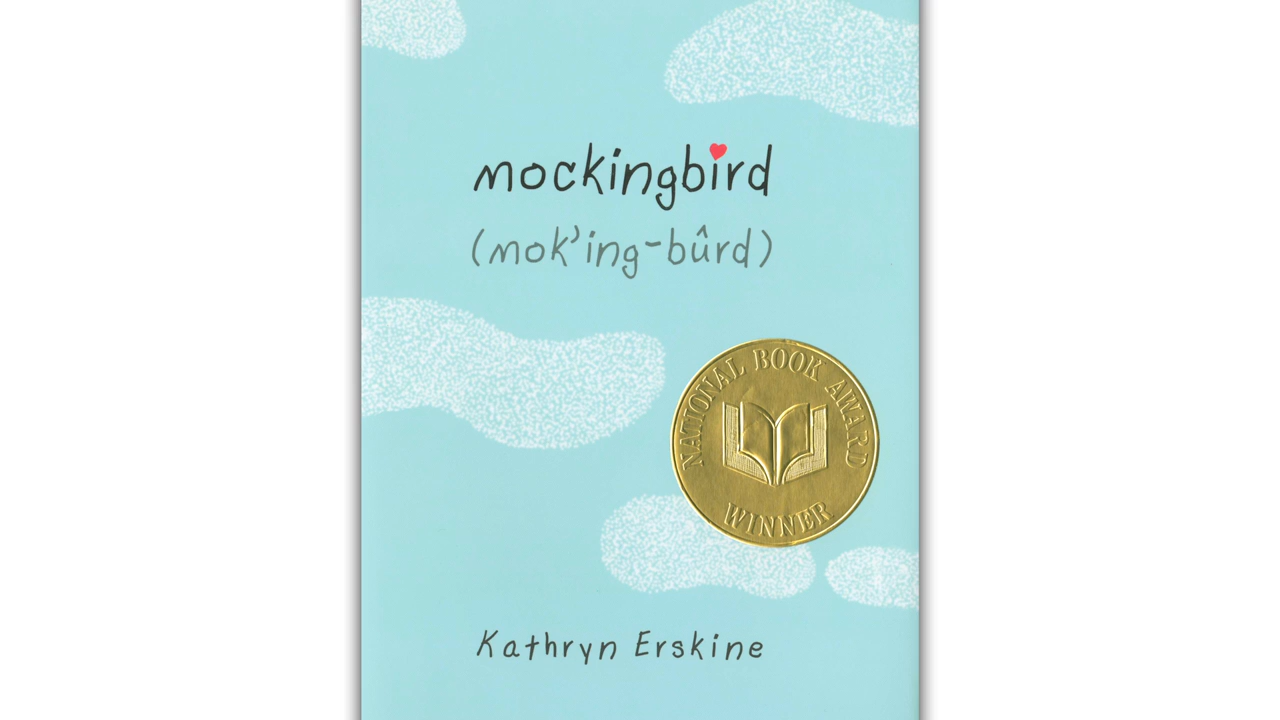 mockingbird
(mok'ing-bûrd)
NATIONAL BOOK AWARD
WINNER
Kathryn Erskine